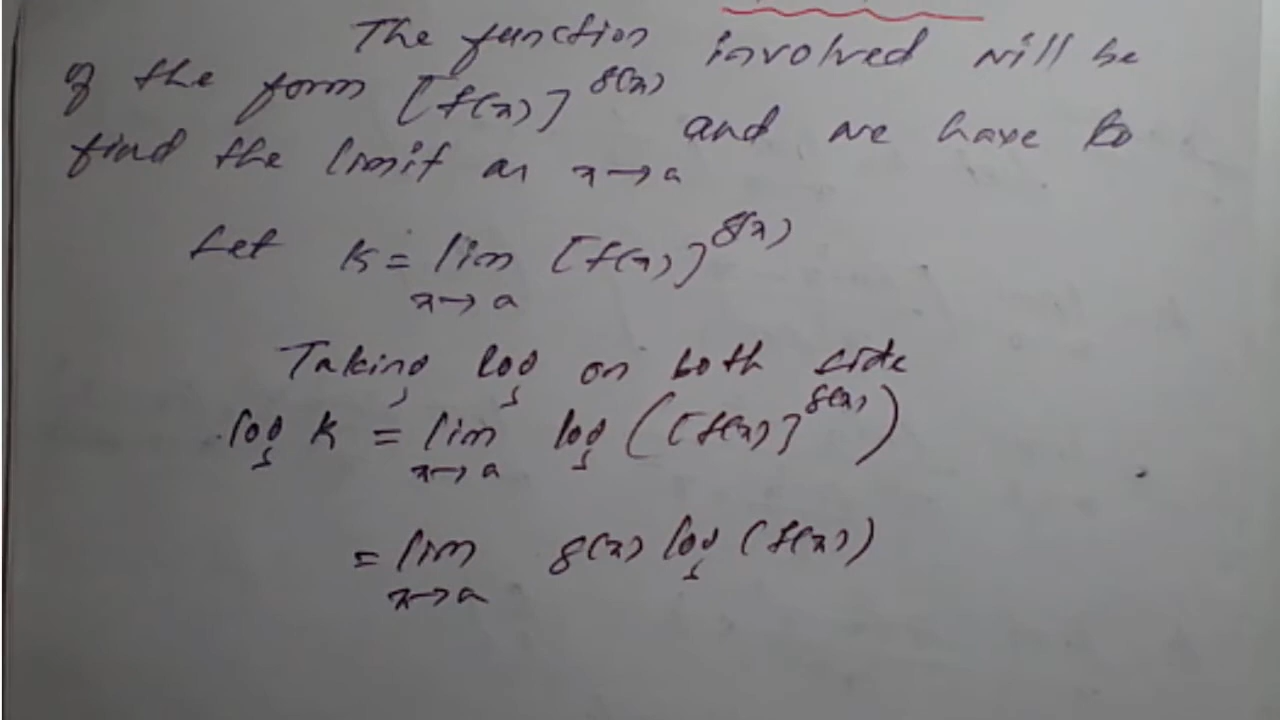 The function involved will be
of the form [f(x)]^g(x) and we have to
find the limit as x→a
Let K = lim x→a [f(x)]^g(x)
Taking log on both side
log K = lim x→a log ([f(x)]^g(x))
= lim x→a g(x) log (f(x))